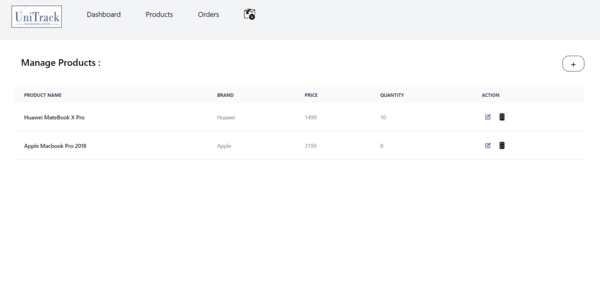 UniTrack
Dashboard Products Orders
Manage Products :
+
PRODUCT NAME BRAND PRICE QUANTITY ACTION
Huawei MateBook X Pro Huawei 1499 10
Apple Macbook Pro 2018 Apple 3199 8